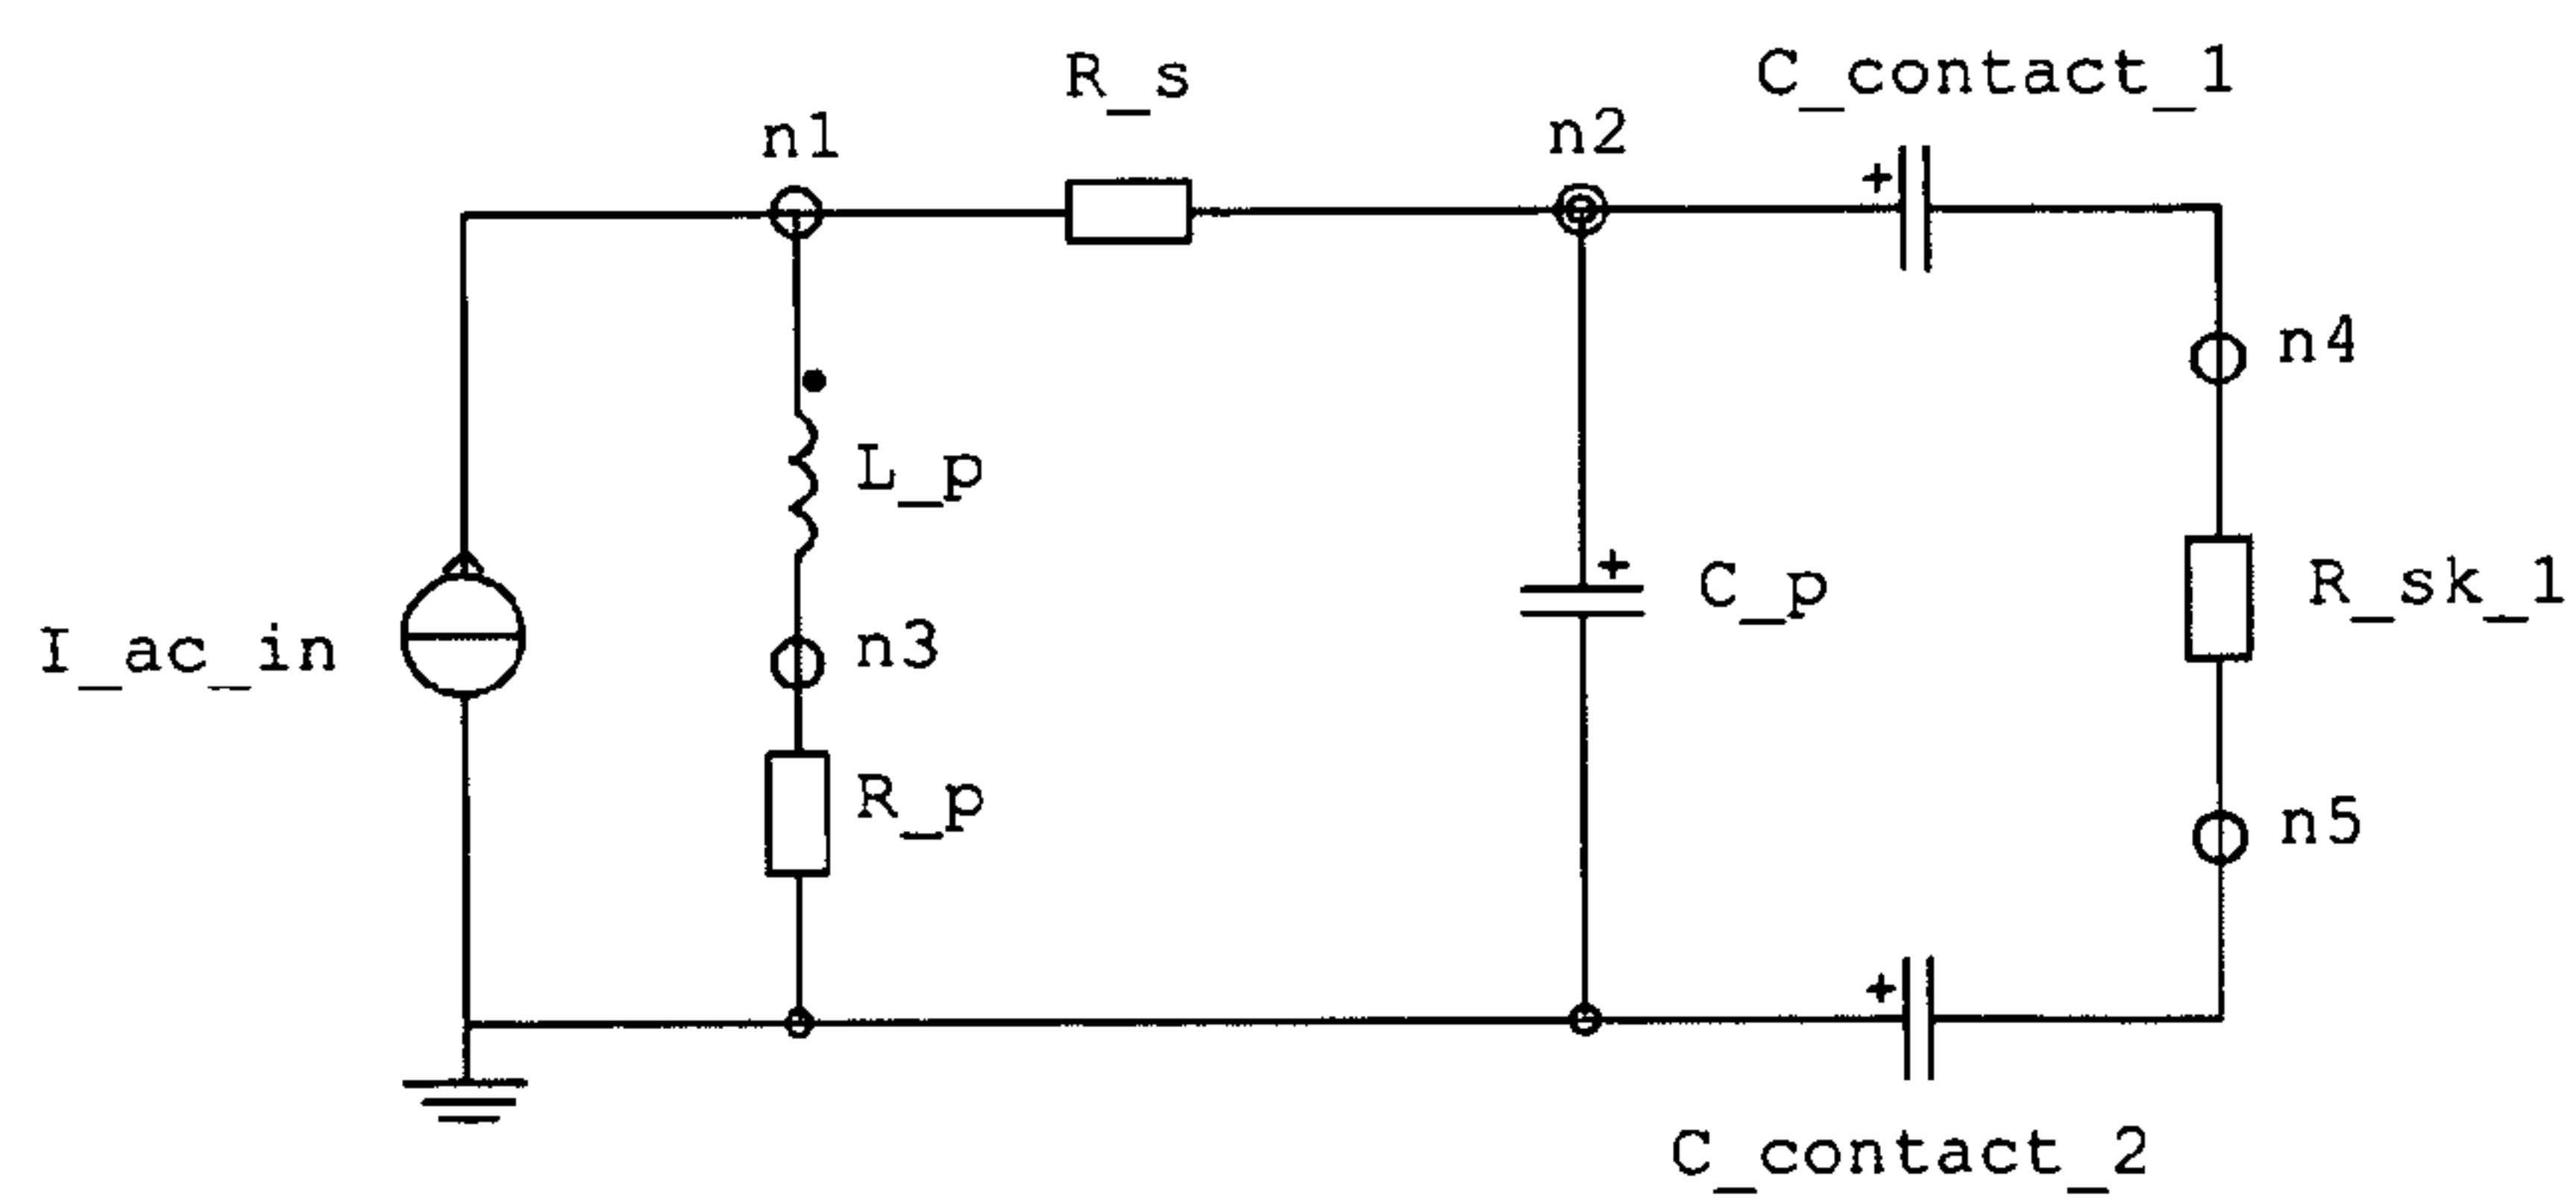 R_s
C_contact_1
n1
n2
n4
L_p
I_ac_in
n3
C_p
R_sk_1
R_p
n5
C_contact_2
+
+
+